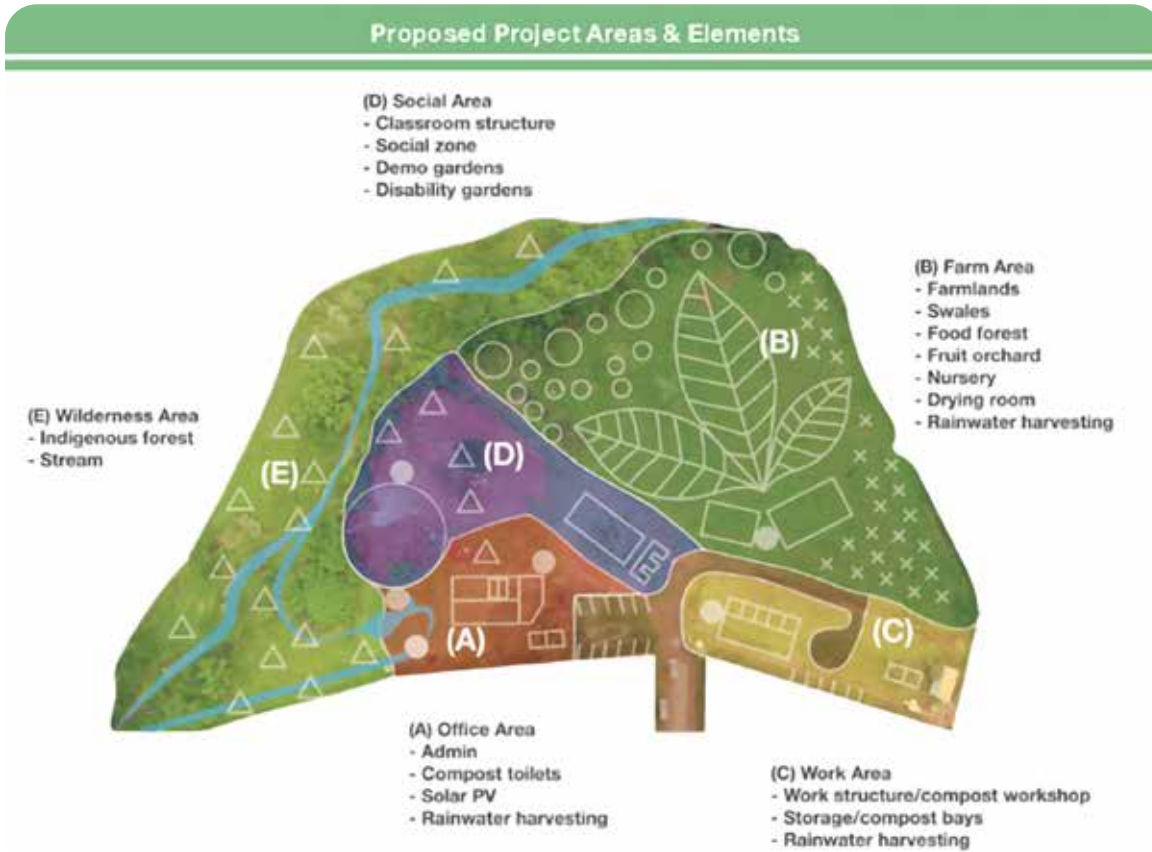 Proposed Project Areas & Elements
(D) Social Area
- Classroom structure
- Social zone
- Demo gardens
- Disability gardens
(B) Farm Area
- Farmlands
- Swales
- Food forest
- Fruit orchard
- Nursery
- Drying room
- Rainwater harvesting
(E) Wilderness Area
- Indigenous forest
- Stream
(B)
(D)
(E)
(A)
(C)
(A) Office Area
- Admin
- Compost toilets
- Solar PV
- Rainwater harvesting
(C) Work Area
- Work structure/compost workshop
- Storage/compost bays
- Rainwater harvesting